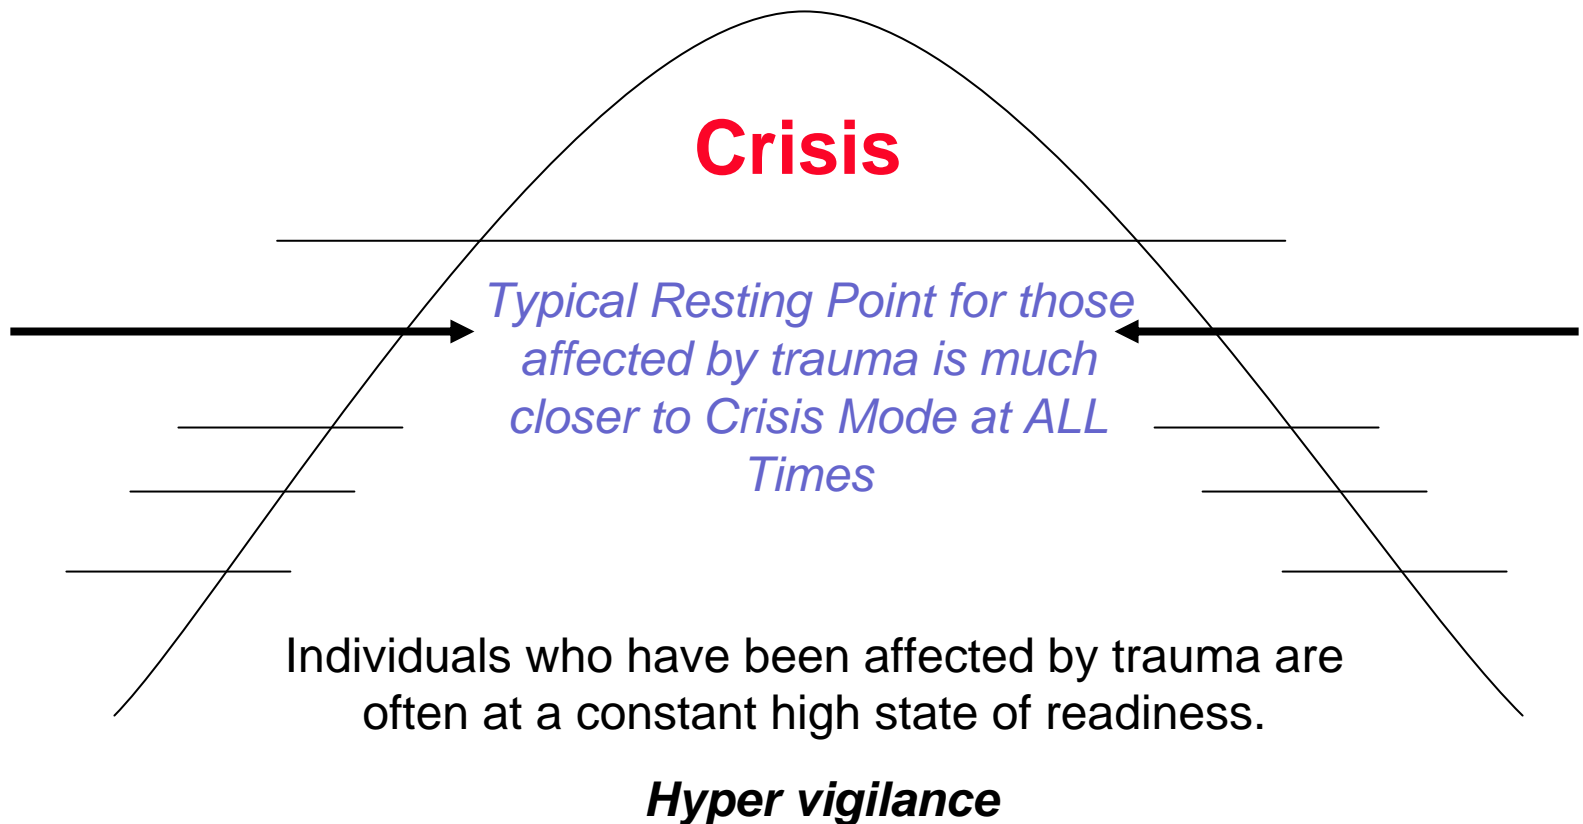 Crisis
Typical Resting Point for those
affected by trauma is much
closer to Crisis Mode at ALL
Times
Individuals who have been affected by trauma are
often at a constant high state of readiness.
Hyper vigilance